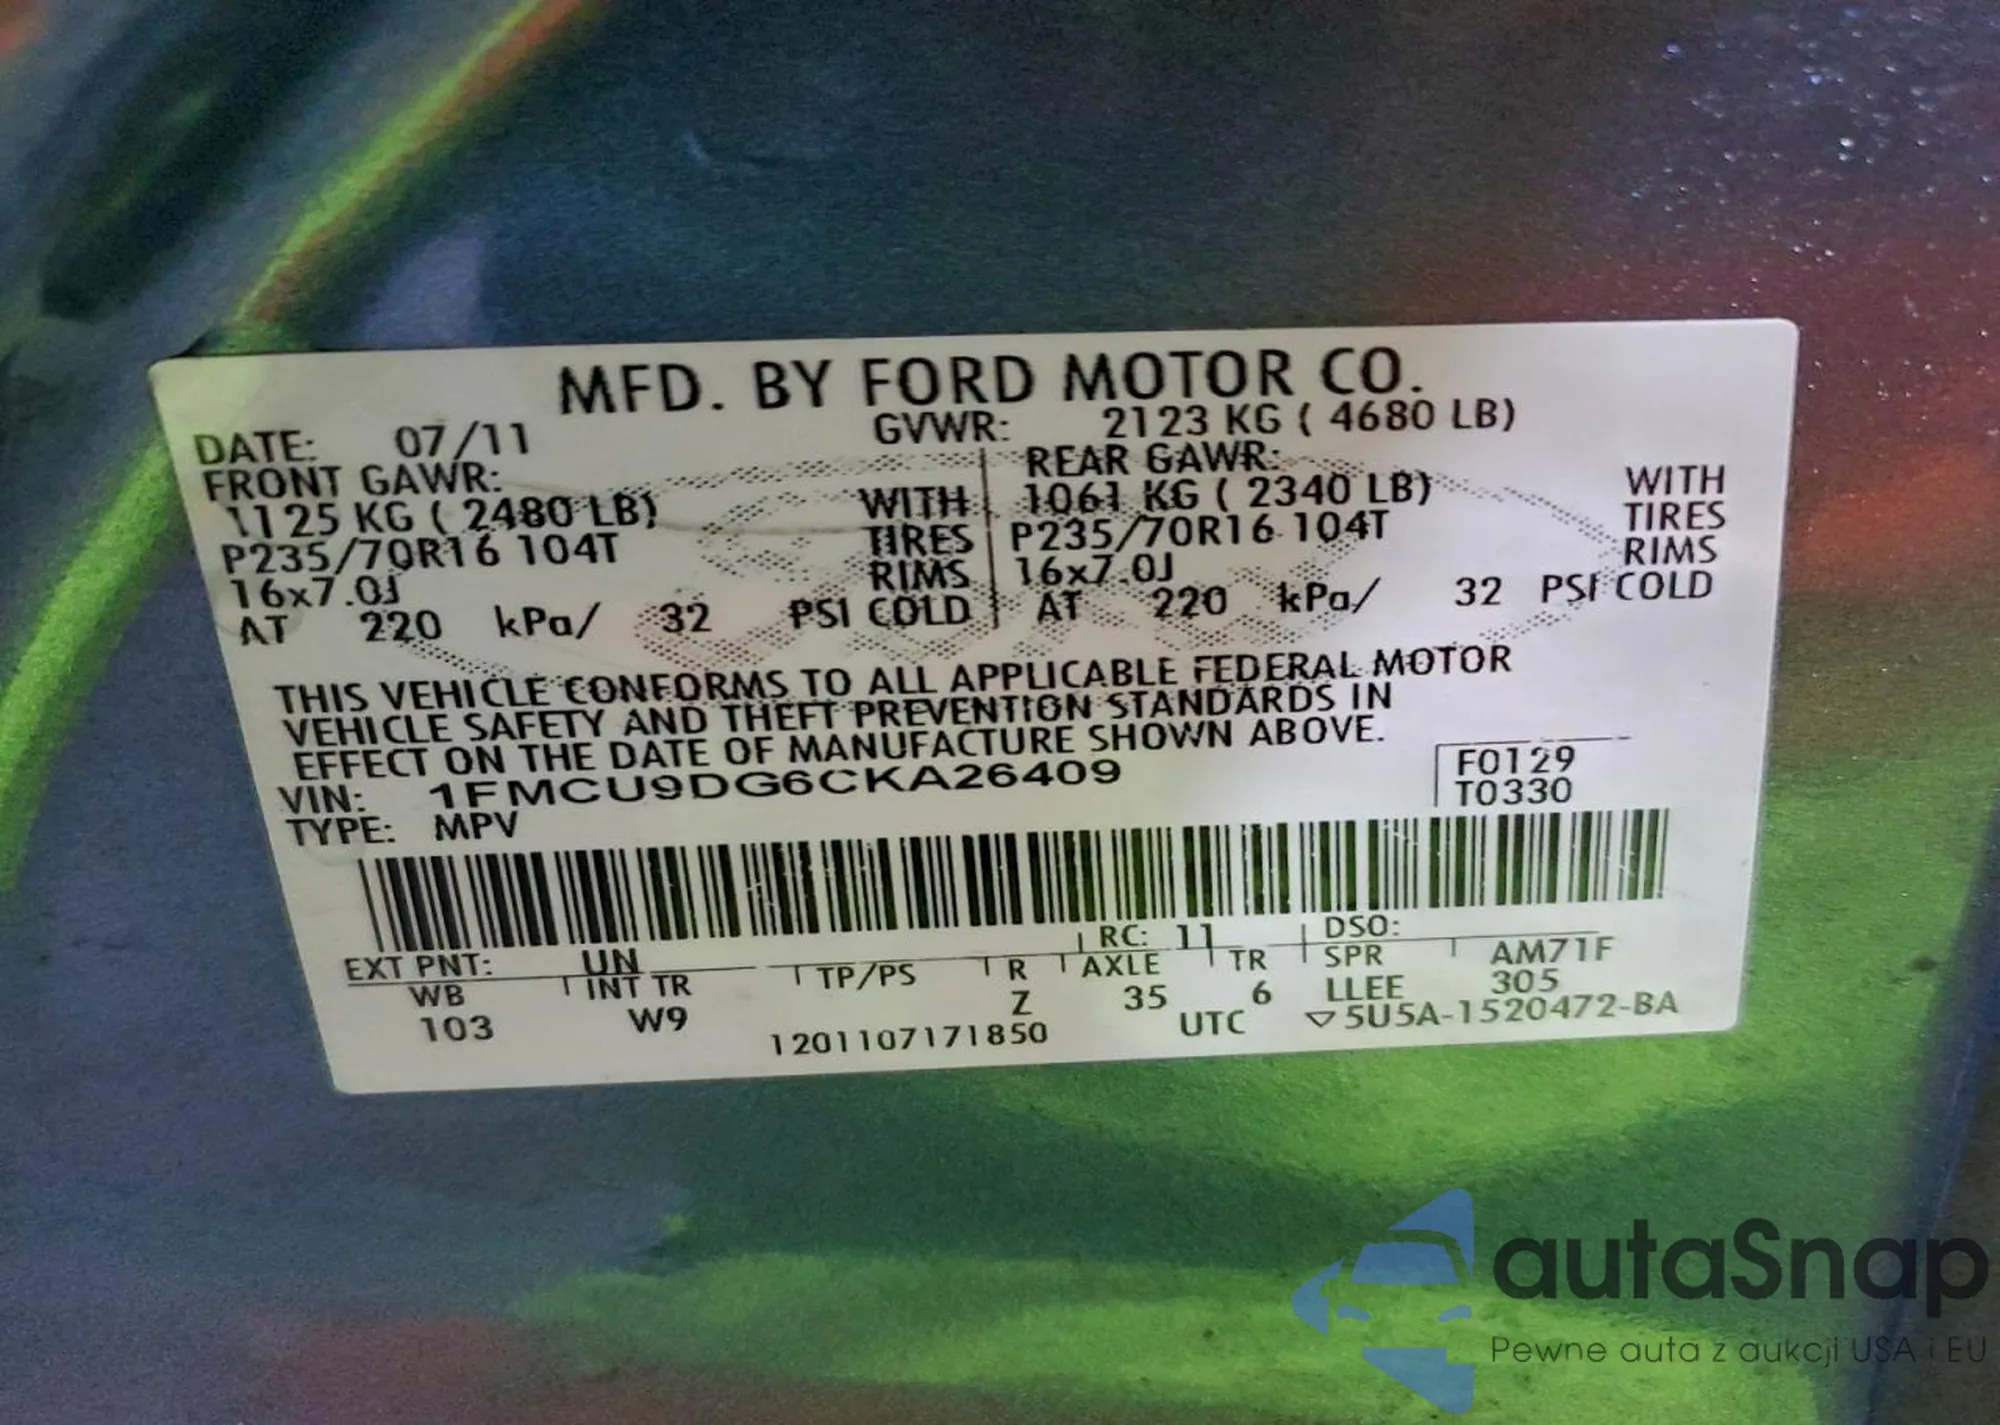 MFD. BY FORD MOTOR CO.
DATE: 07/11 GVWR: 2123 KG ( 4680 LB)
FRONT GAWR: REAR GAWR:
1125 KG ( 2480 LB) WITH 1061 KG ( 2340 LB) WITH
P235/70R16 104T TIRES P235/70R16 104T TIRES
16x7.0J RIMS 16x7.0J RIMS
AT 220 kPa/ 32 PSI COLD AT 220 kPa/ 32 PSI COLD
THIS VEHICLE CONFORMS TO ALL APPLICABLE FEDERAL MOTOR
VEHICLE SAFETY AND THEFT PREVENTION STANDARDS IN
EFFECT ON THE DATE OF MANUFACTURE SHOWN ABOVE.
VIN: 1FMCU9DG6CKA26409 F0129
TYPE: MPV T0330
EXT PNT: UN RC: 11 DSO:
WB INT TR TP/PS R AXLE TR SPR AM71F
103 W9 Z 35 6 LLEE 305
1201107171850 UTC ▽5U5A-1520472-BA
autaSnap
Pewne auta z aukcji USA i EU